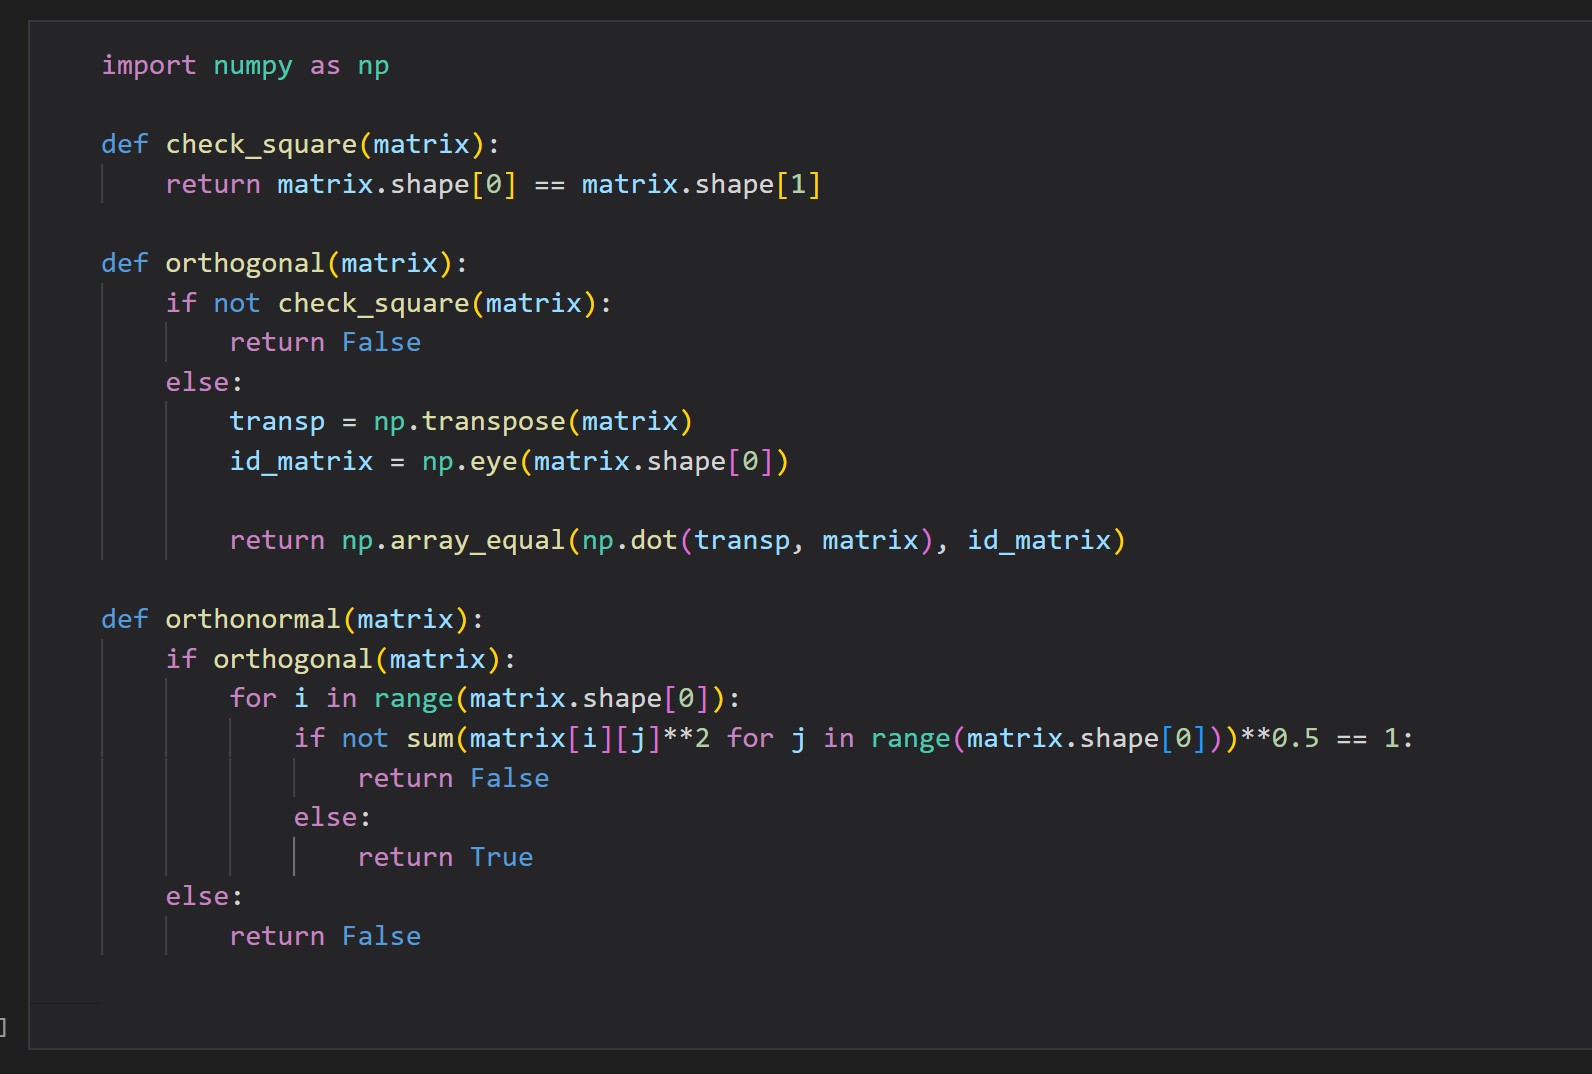 import numpy as np
def check_square(matrix):
    return matrix.shape[0] == matrix.shape[1]
def orthogonal(matrix):
    if not check_square(matrix):
        return False
    else:
        transp = np.transpose(matrix)
        id_matrix = np.eye(matrix.shape[0])
        return np.array_equal(np.dot(transp, matrix), id_matrix)
def orthonormal(matrix):
    if orthogonal(matrix):
        for i in range(matrix.shape[0]):
            if not sum(matrix[i][j]**2 for j in range(matrix.shape[0]))**0.5 == 1:
                return False
            else:
                return True
    else:
        return False
]